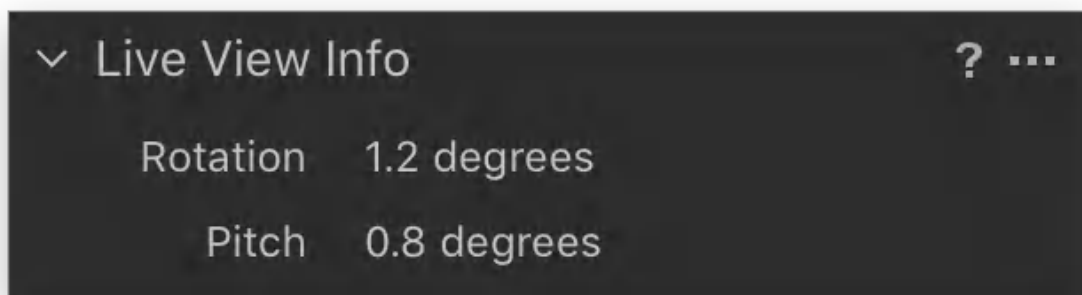 Live View Info ? ...
Rotation 1.2 degrees
Pitch 0.8 degrees